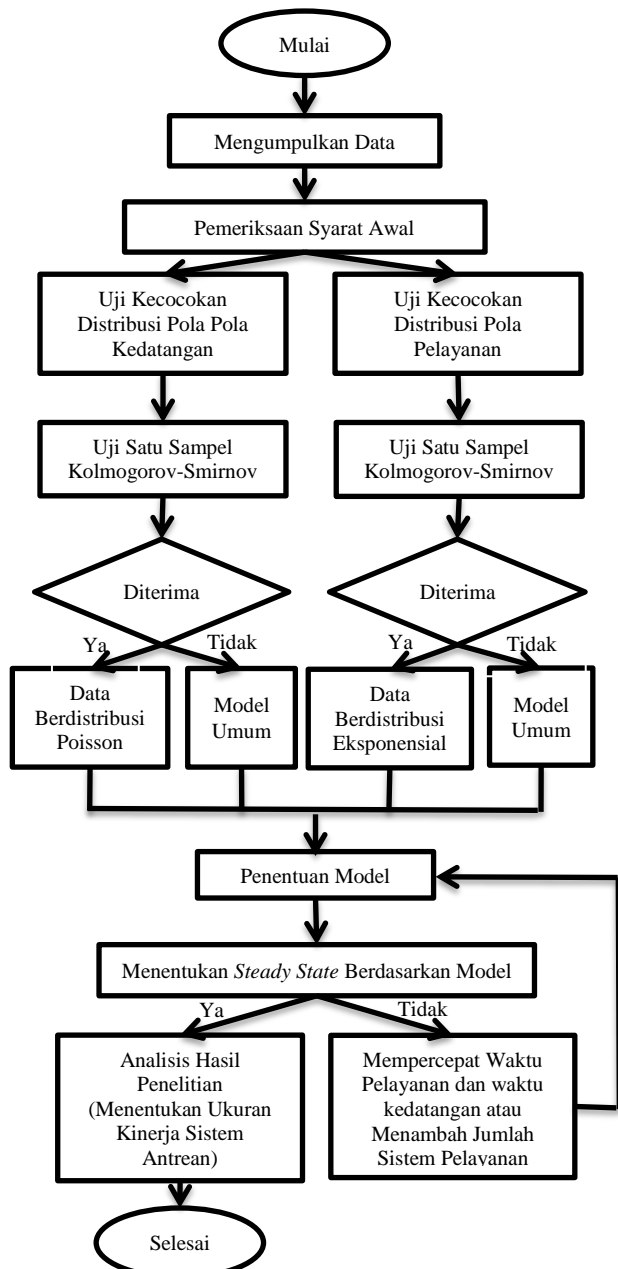 Mulai
Mengumpulkan Data
Pemeriksaan Syarat Awal
Uji Kecocokan
Distribusi Pola Pola
Kedatangan
Uji Kecocokan
Distribusi Pola
Pelayanan
Uji Satu Sampel
Kolmogorov-Smirnov
Uji Satu Sampel
Kolmogorov-Smirnov
Diterima
Diterima
Ya
Tidak
Ya
Tidak
Data
Berdistribusi
Poisson
Model
Umum
Data
Berdistribusi
Eksponensial
Model
Umum
Penentuan Model
Menentukan Steady State Berdasarkan Model
Ya
Tidak
Analisis Hasil
Penelitian
(Menentukan Ukuran
Kinerja Sistem
Antrean)
Mempercepat Waktu
Pelayanan dan waktu
kedatangan atau
Menambah Jumlah
Sistem Pelayanan
Selesai